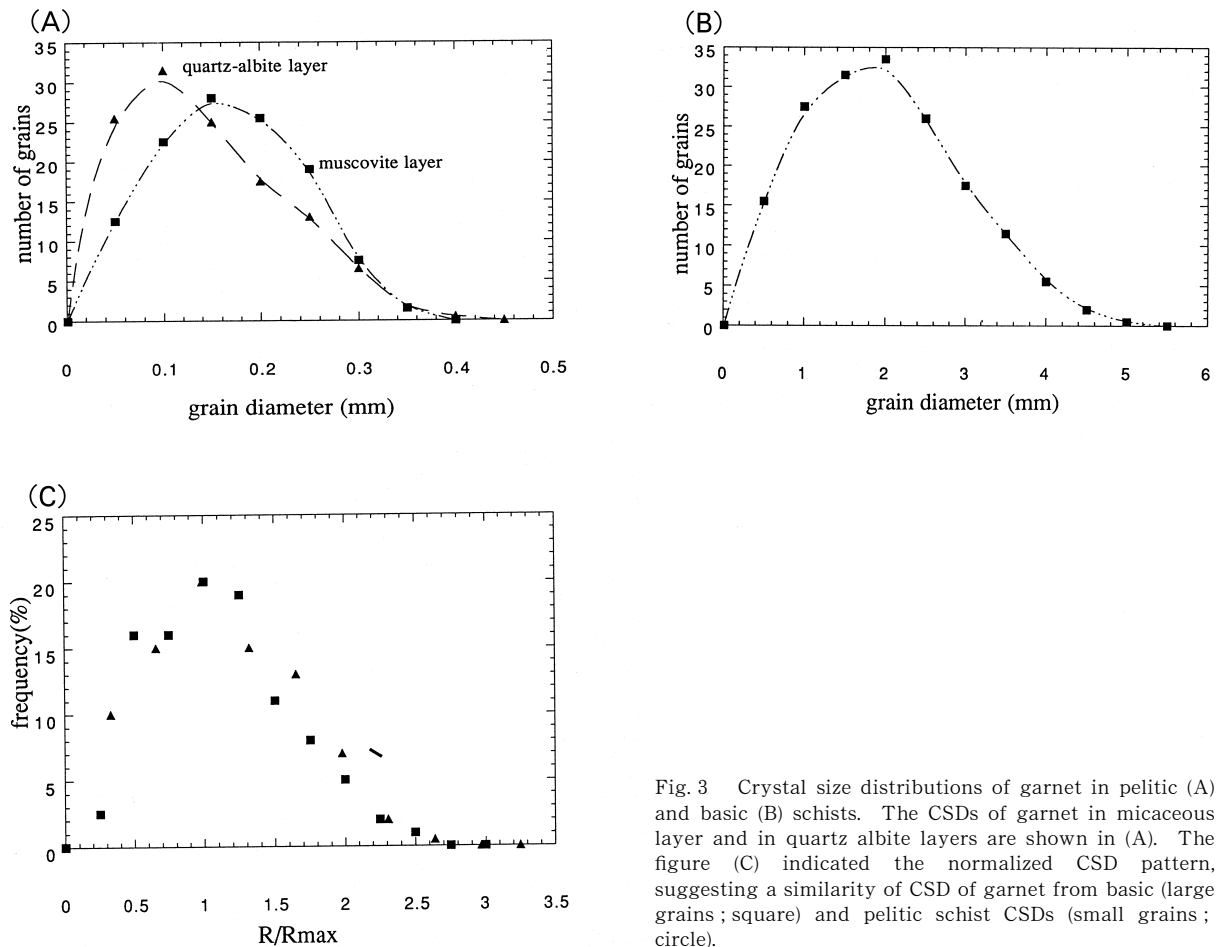 (A)
35
30
25
20
15
10
5
0
number of grains
quartz-albite layer
muscovite layer
0 0.1 0.2 0.3 0.4 0.5
grain diameter (mm)
(B)
35
30
25
20
15
10
5
0
number of grains
0 1 2 3 4 5 6
grain diameter (mm)
(C)
25
20
15
10
5
0
frequency(%)
0 0.5 1 1.5 2 2.5 3 3.5
R/Rmax
Fig. 3 Crystal size distributions of garnet in pelitic (A)
and basic (B) schists. The CSDs of garnet in micaceous
layer and in quartz albite layers are shown in (A). The
figure (C) indicated the normalized CSD pattern,
suggesting a similarity of CSD of garnet from basic (large
grains ; square) and pelitic schist CSDs (small grains ;
circle).